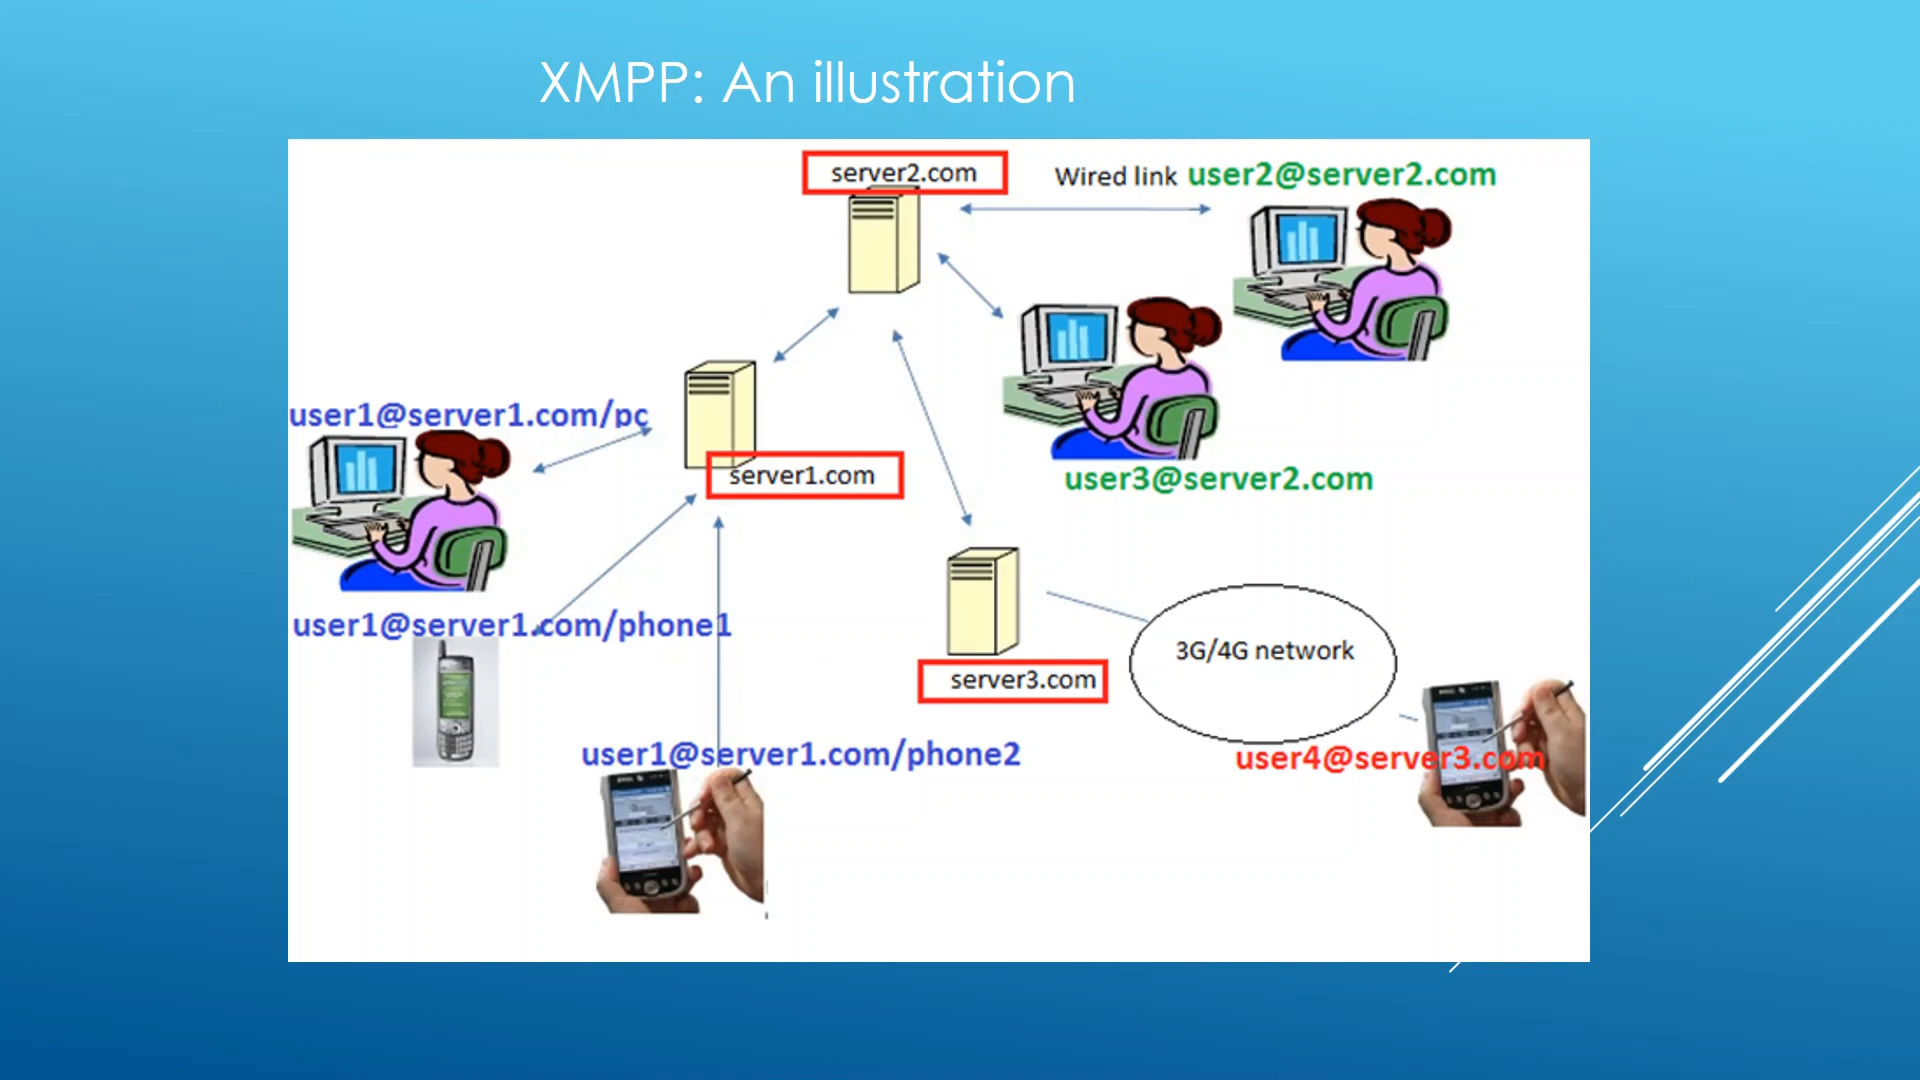 XMPP: An illustration
server2.com
Wired link user2@server2.com
user1@server1.com/pc
server1.com
user3@server2.com
user1@server1.com/phone1
3G/4G network
server3.com
user1@server1.com/phone2
user4@server3.com